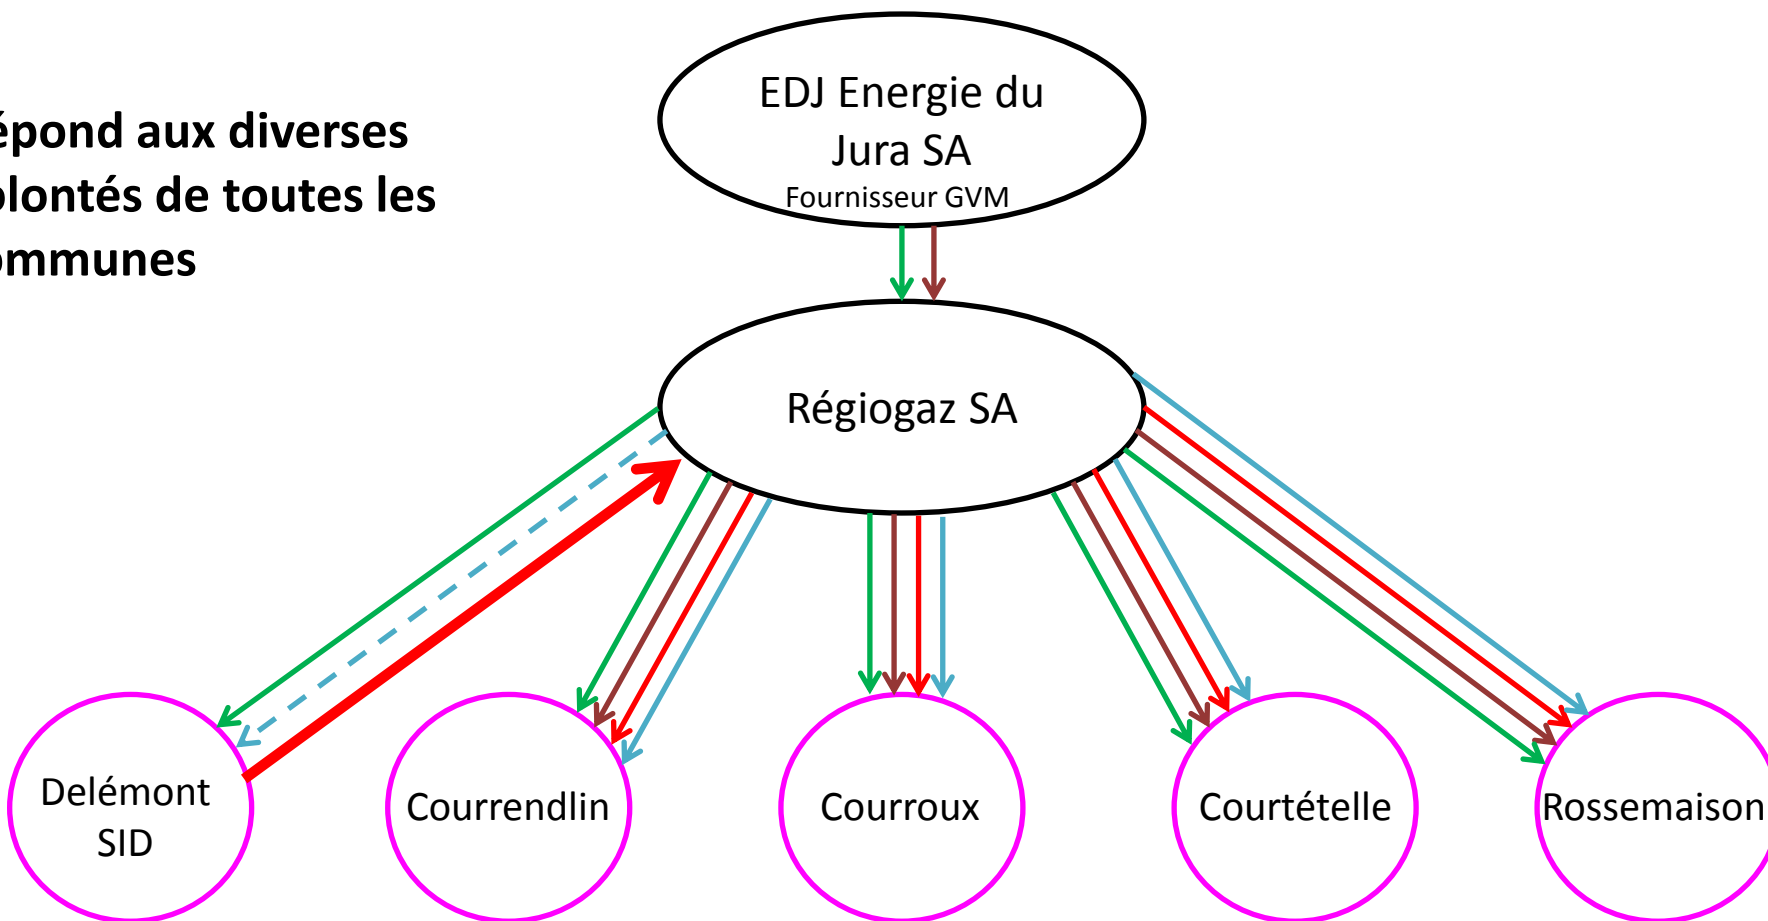 épond aux diverses
olontés de toutes les
ommunes
EDJ Energie du
Jura SA
Fournisseur GVM
Régiogaz SA
Delémont
SID
Courrendlin
Courroux
Courtételle
Rossemaison